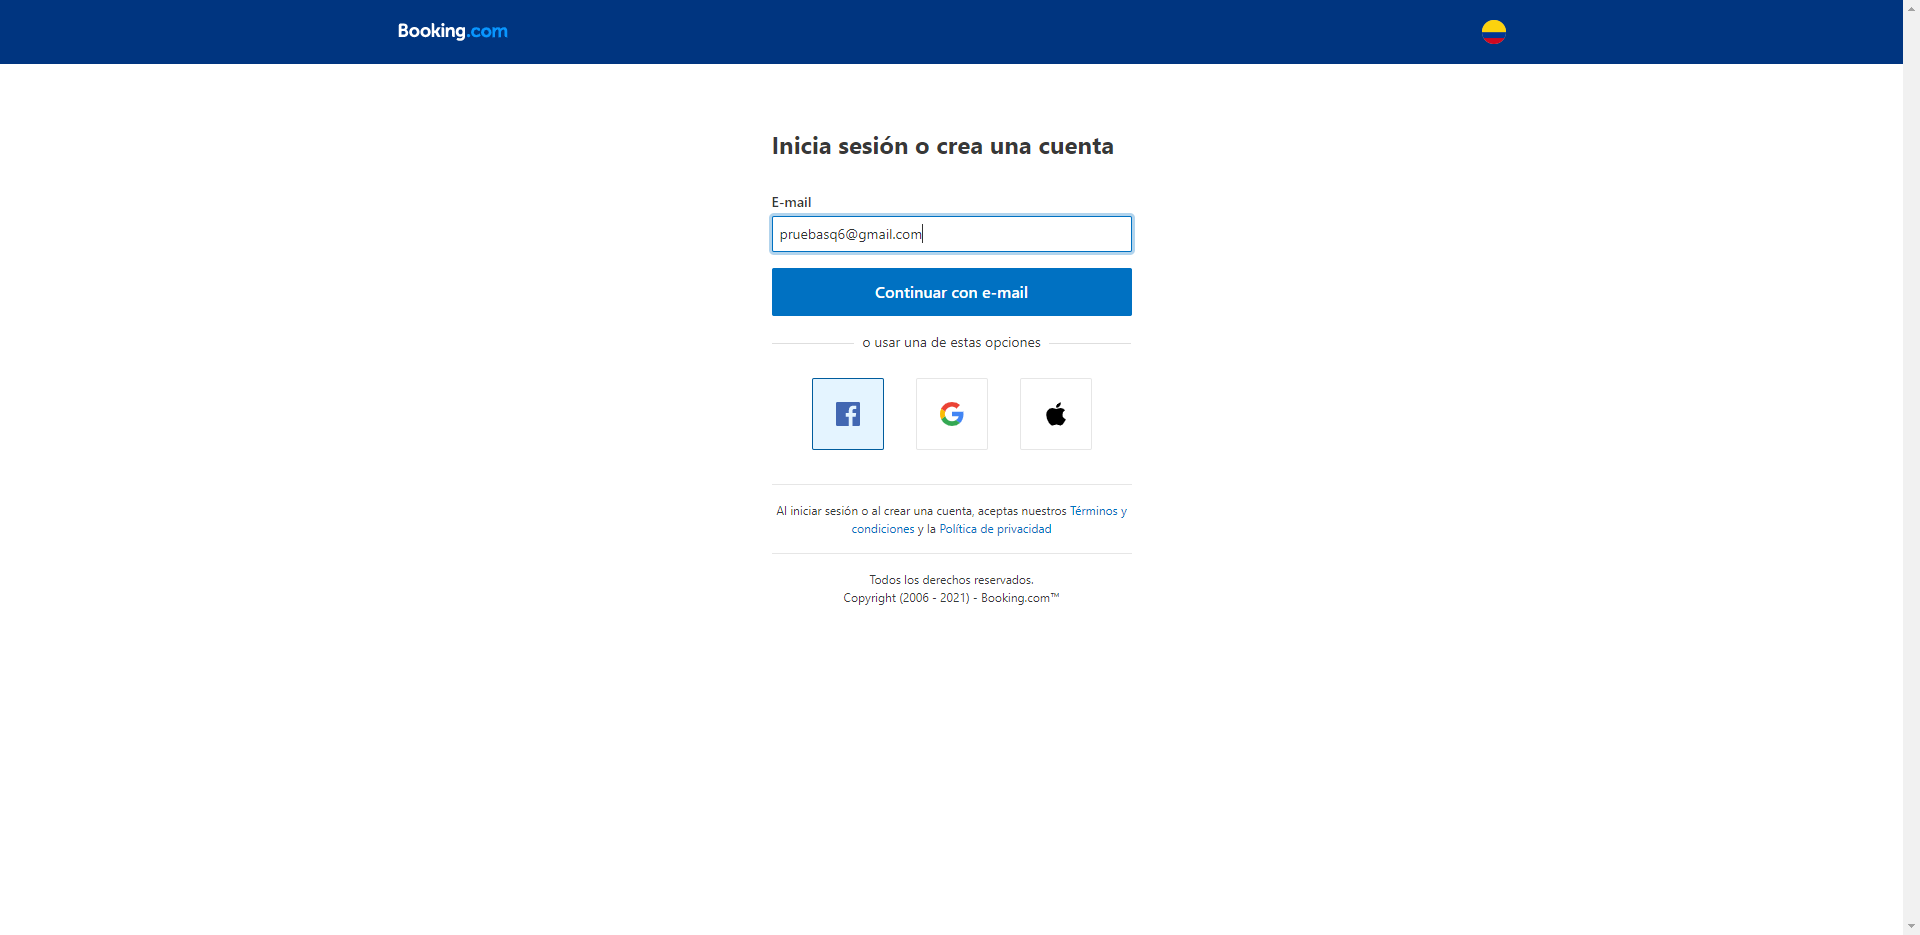 Booking.com
Inicia sesión o crea una cuenta
E-mail
pruebasq6@gmail.com
Continuar con e-mail
o usar una de estas opciones
Al iniciar sesión o al crear una cuenta, aceptas nuestros Términos y
condiciones y la Política de privacidad
Todos los derechos reservados.
Copyright (2006 - 2021) - Booking.com™